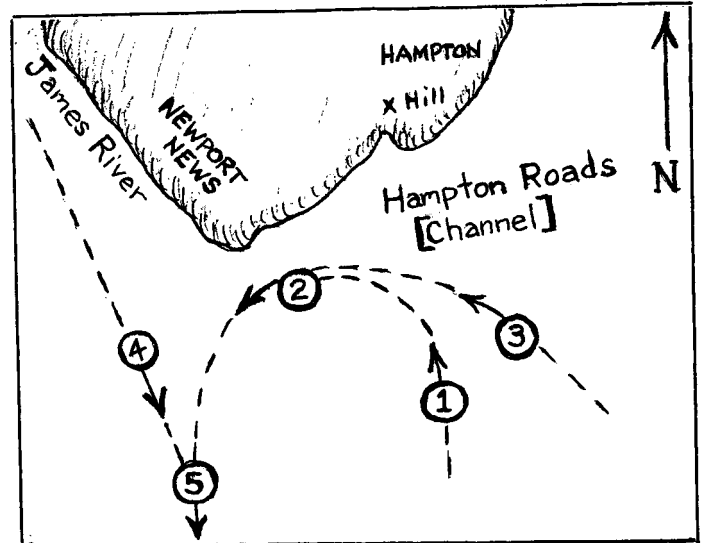 HAMPTON
x Hill
James River
NEWPORT
NEWS
Hampton Roads
[Channel]
N
2
3
4
1
5